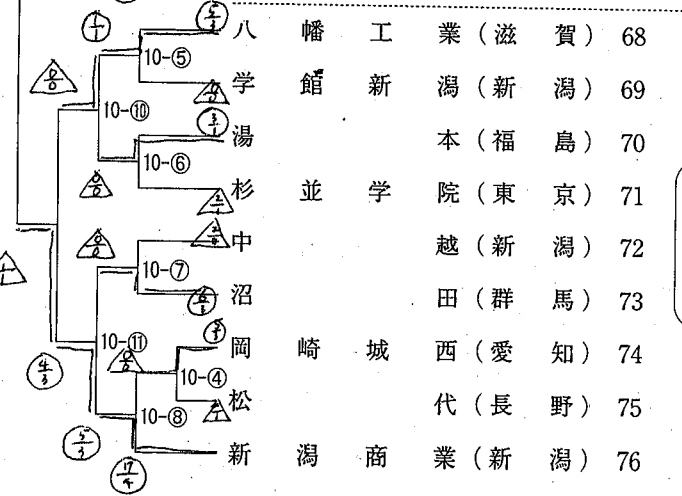 八幡工業(滋賀) 68
10-⑤
学館新潟(新潟) 69
10-⑩
湯本(福島) 70
10-⑥
杉並学院(東京) 71
中越(新潟) 72
10-⑦
沼田(群馬) 73
10-⑪
岡崎城西(愛知) 74
10-④
松代(長野) 75
10-⑧
新潟商業(新潟) 76